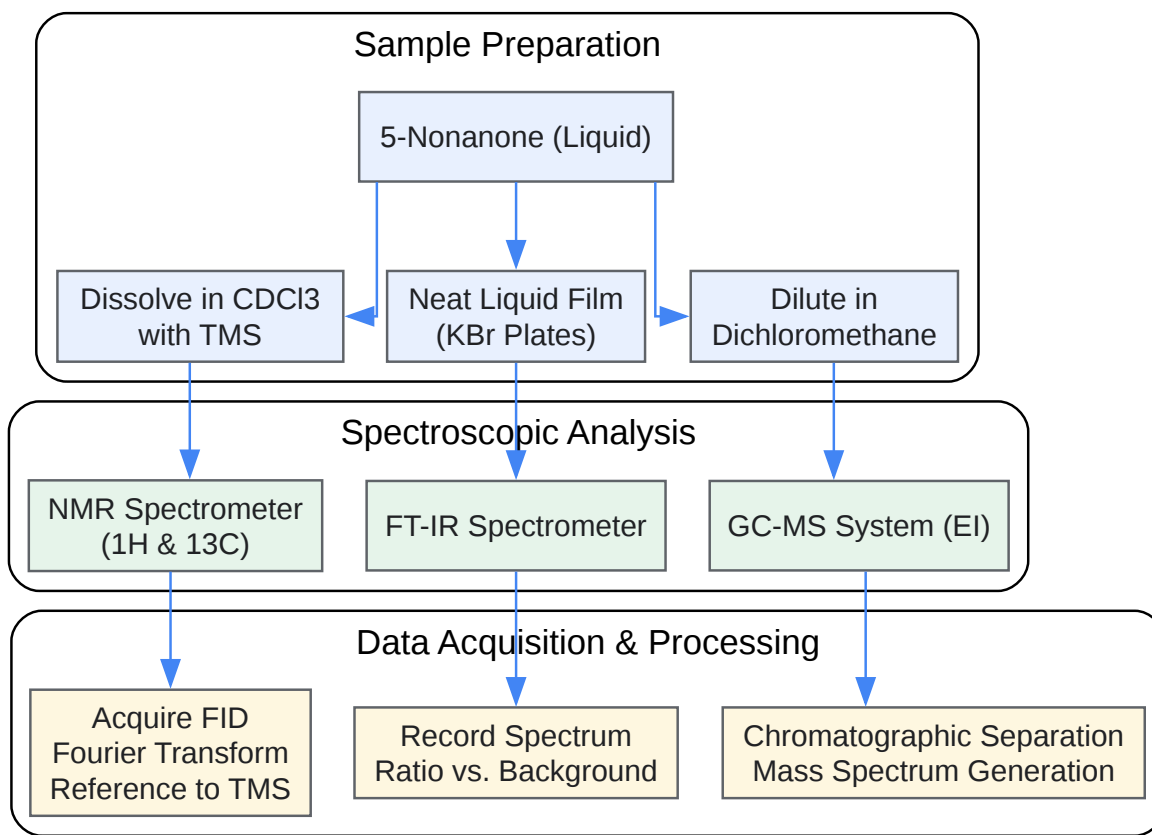 Sample Preparation
5-Nonanone (Liquid)
Dissolve in CDCl3
with TMS
Neat Liquid Film
(KBr Plates)
Dilute in
Dichloromethane
Spectroscopic Analysis
NMR Spectrometer
(1H & 13C)
FT-IR Spectrometer
GC-MS System (EI)
Data Acquisition & Processing
Acquire FID
Fourier Transform
Reference to TMS
Record Spectrum
Ratio vs. Background
Chromatographic Separation
Mass Spectrum Generation